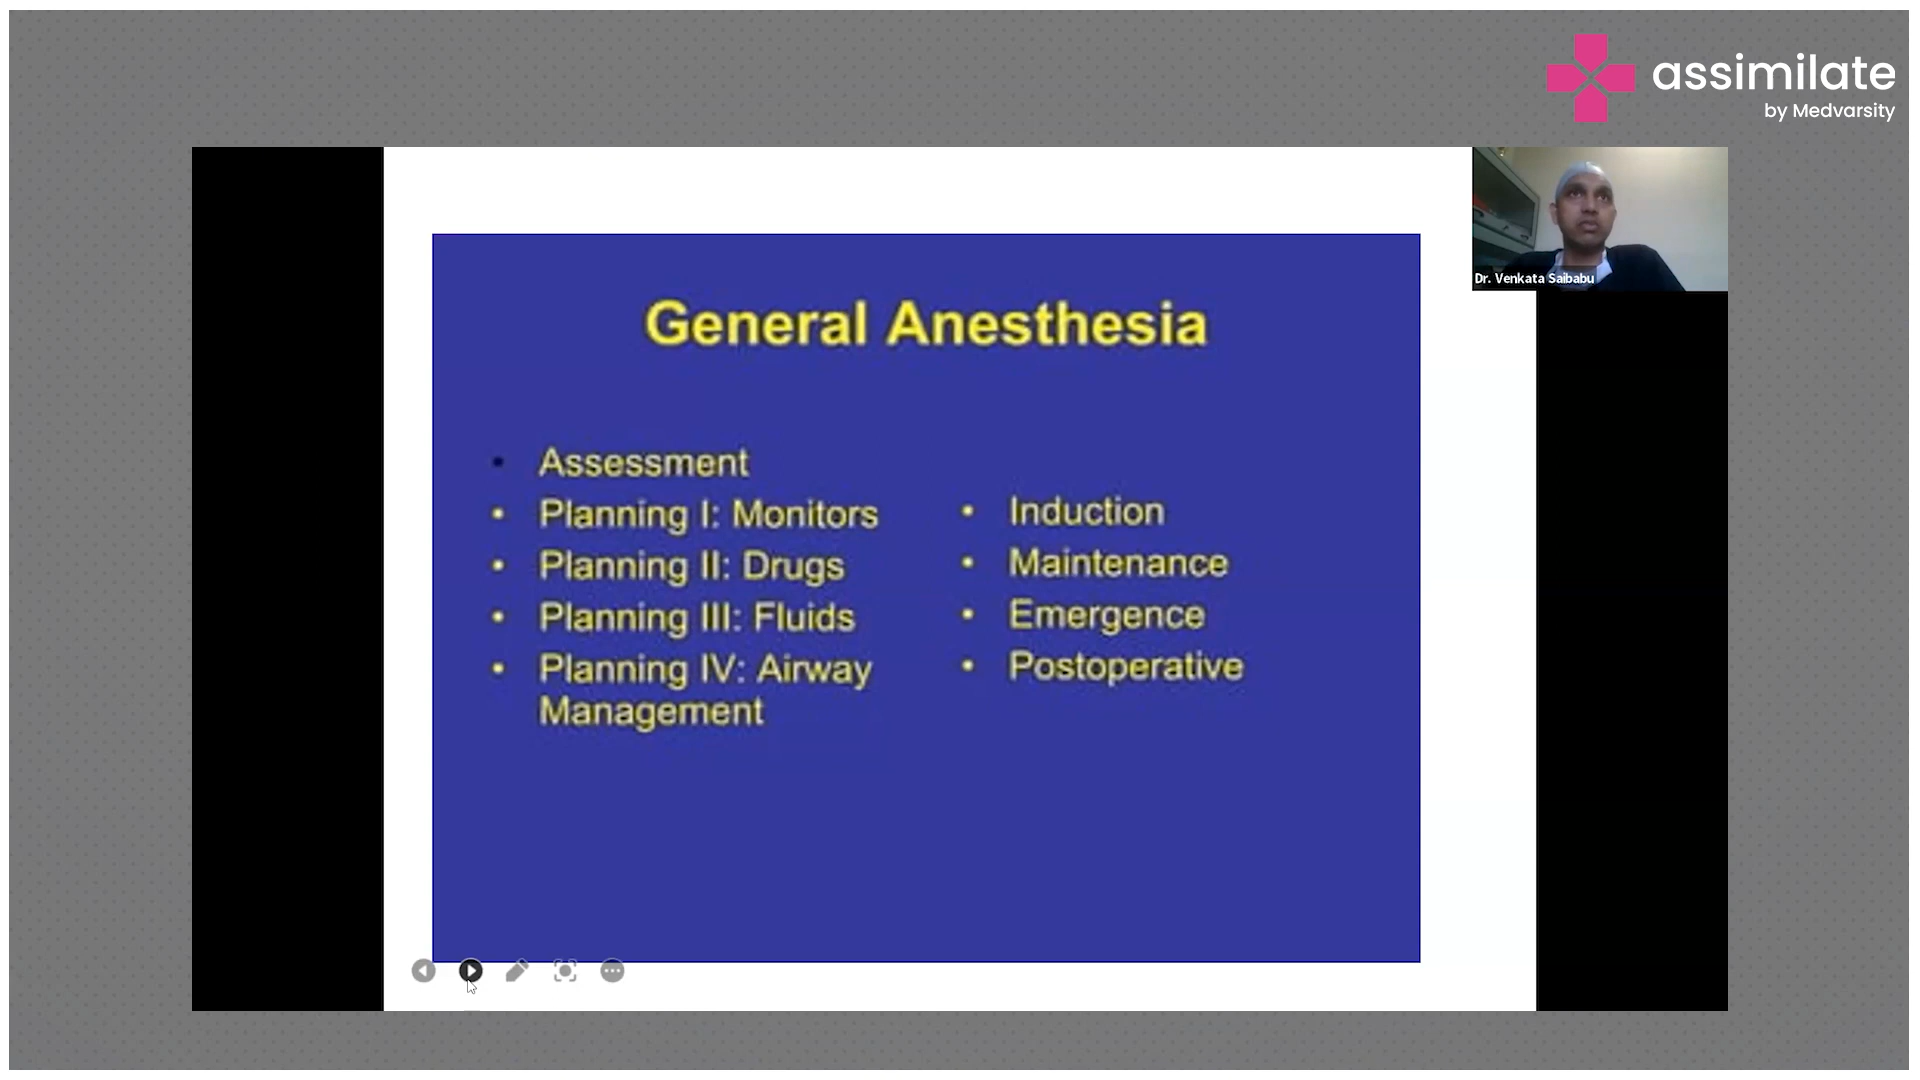 assimilate
by Medvarsity
Dr. Venkata Saibabu
General Anesthesia
• Assessment
• Planning I: Monitors
• Planning II: Drugs
• Planning III: Fluids
• Planning IV: Airway
Management
• Induction
• Maintenance
• Emergence
• Postoperative